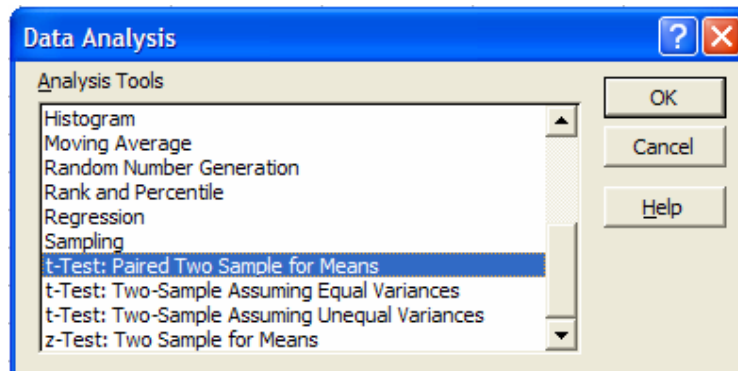 Data Analysis
Analysis Tools
Histogram
Moving Average
Random Number Generation
Rank and Percentile
Regression
Sampling
t-Test: Paired Two Sample for Means
t-Test: Two-Sample Assuming Equal Variances
t-Test: Two-Sample Assuming Unequal Variances
z-Test: Two Sample for Means
OK
Cancel
Help